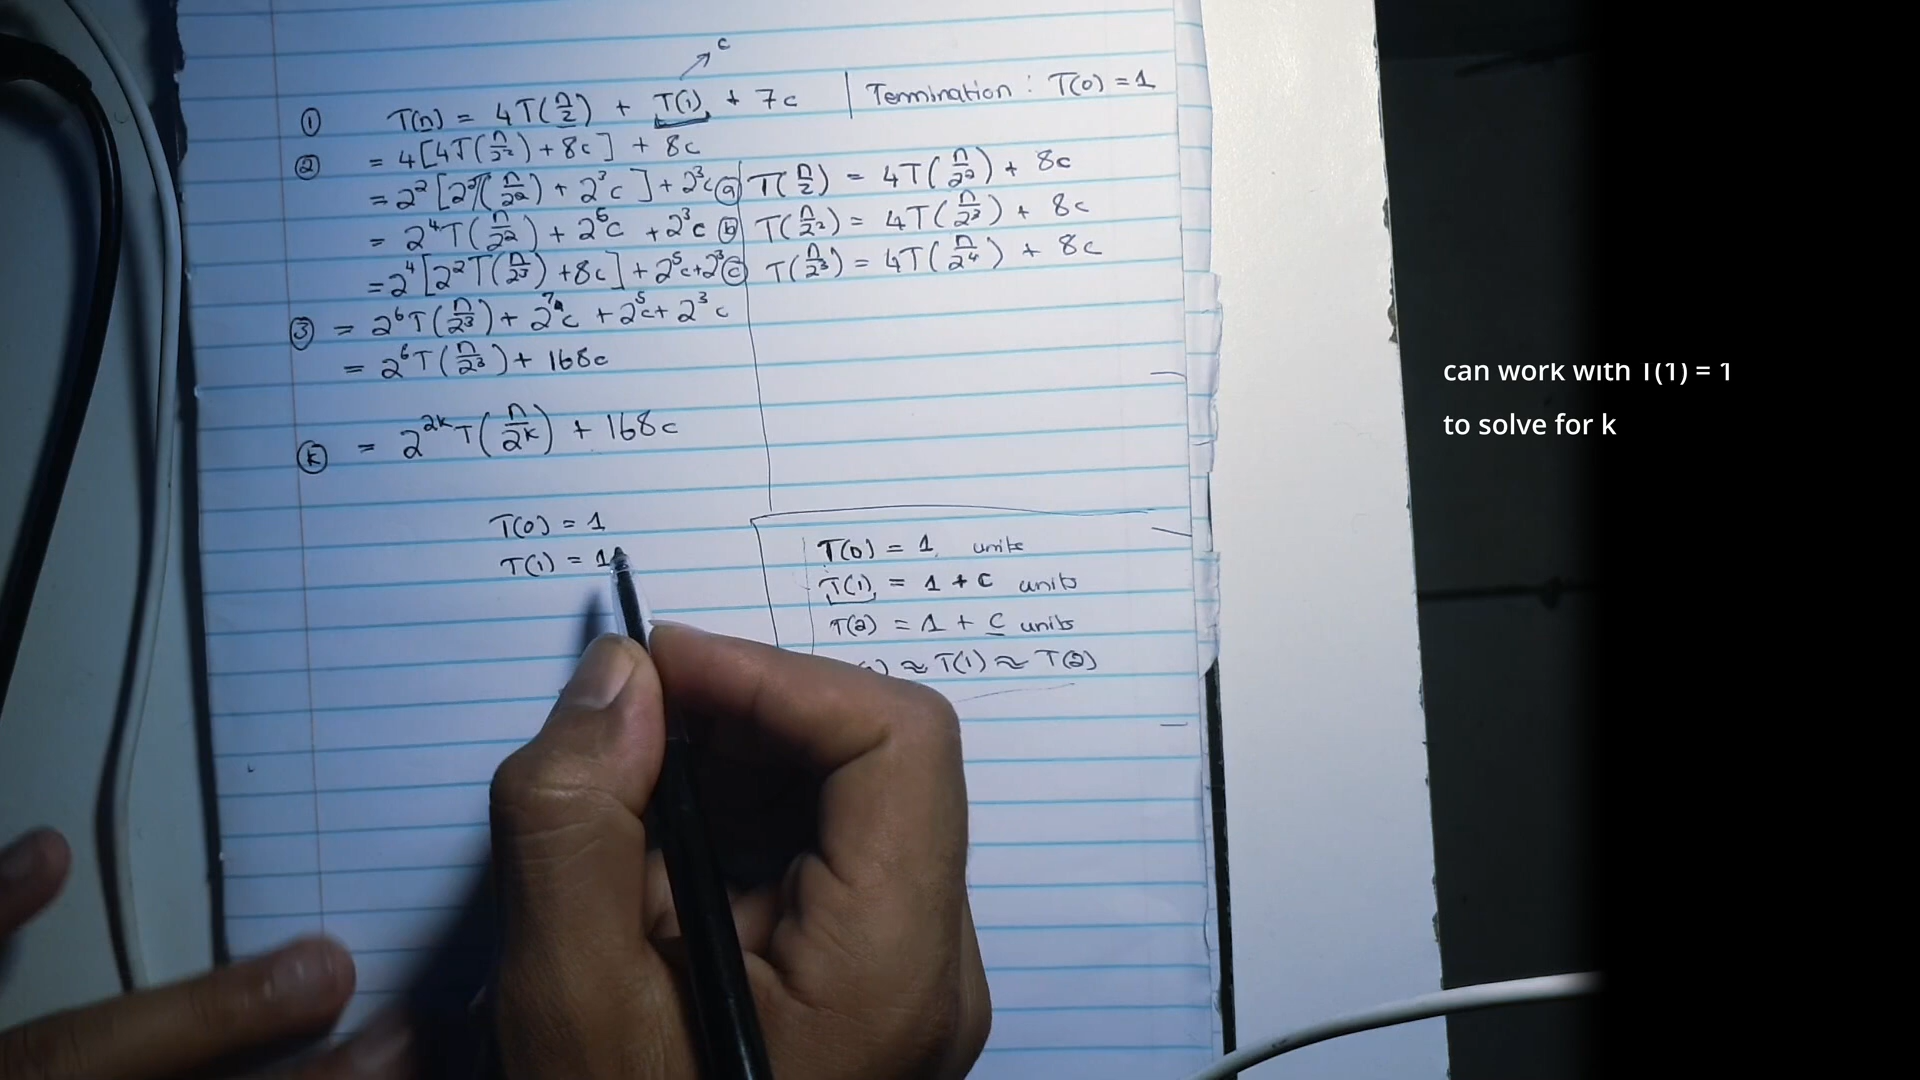 c
① T(n) = 4T(n/2) + T(1) + 7c | Termination : T(0) = 1
② = 4[4T(n/2²) + 8c] + 8c
= 2²[2²T(n/2²) + 2³c] + 2³c
= 2⁴T(n/2²) + 2⁶c + 2³c
= 2⁴[2²T(n/2³) + 8c] + 2⁵c + 2³c
③ = 2⁶T(n/2³) + 2⁷c + 2⁵c + 2³c
= 2⁶T(n/2³) + 168c
Ⓚ = 2²ᵏT(n/2ᵏ) + 168c
T(0) = 1
T(1) = 1
ⓐ T(n/2) = 4T(n/2²) + 8c
ⓑ T(n/2²) = 4T(n/2³) + 8c
ⓒ T(n/2³) = 4T(n/2⁴) + 8c
T(0) = 1 units
T(1) = 1 + c units
T(2) = 1 + c units
≈ T(1) ≈ T(2)
can work with T(1) = 1
to solve for k